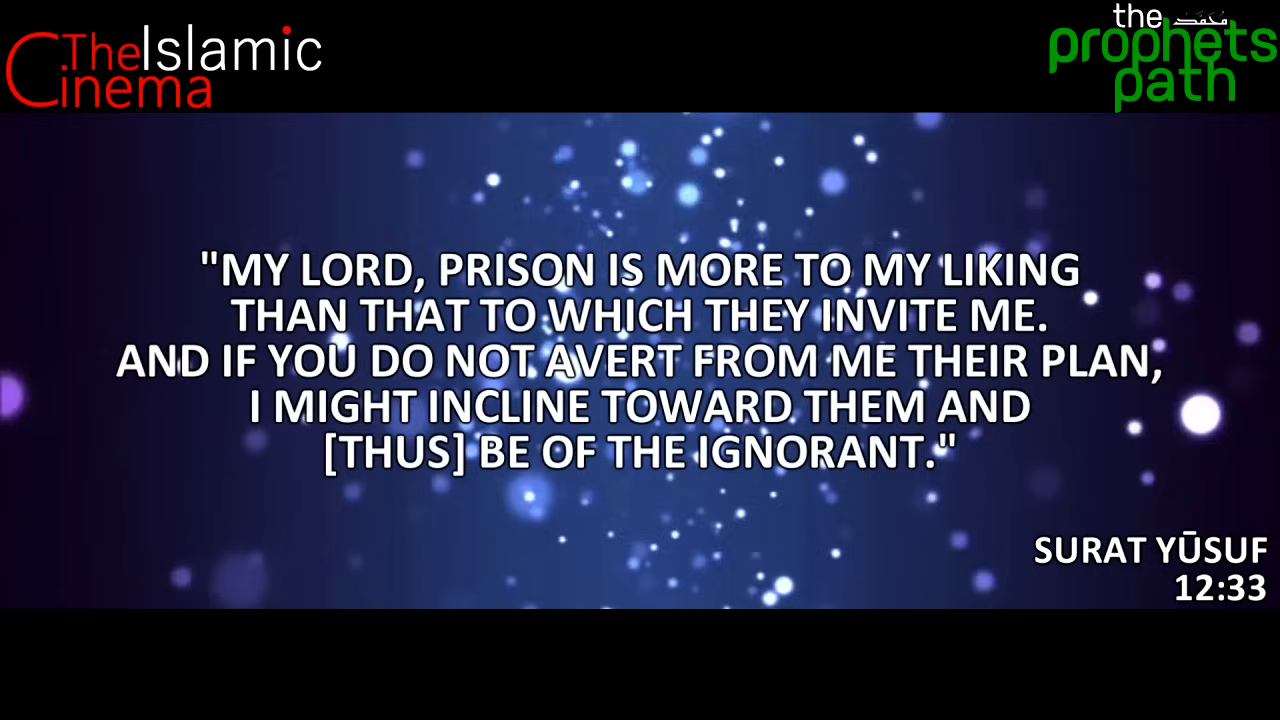 TheIslamic
Cinema
the محمد
prophets
path
"MY LORD, PRISON IS MORE TO MY LIKING
THAN THAT TO WHICH THEY INVITE ME.
AND IF YOU DO NOT AVERT FROM ME THEIR PLAN,
I MIGHT INCLINE TOWARD THEM AND
[THUS] BE OF THE IGNORANT."
SURAT YŪSUF
12:33